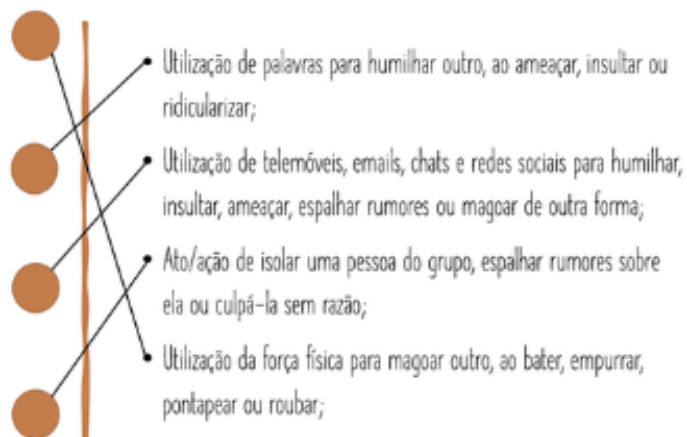 Utilização de palavras para humilhar outro, ao ameaçar, insultar ou
ridicularizar;
Utilização de telemóveis, emails, chats e redes sociais para humilhar,
insultar, ameaçar, espalhar rumores ou magoar de outra forma;
Ato/ação de isolar uma pessoa do grupo, espalhar rumores sobre
ela ou culpá-la sem razão;
Utilização da força física para magoar outro, ao bater, empurrar,
pontapear ou roubar;